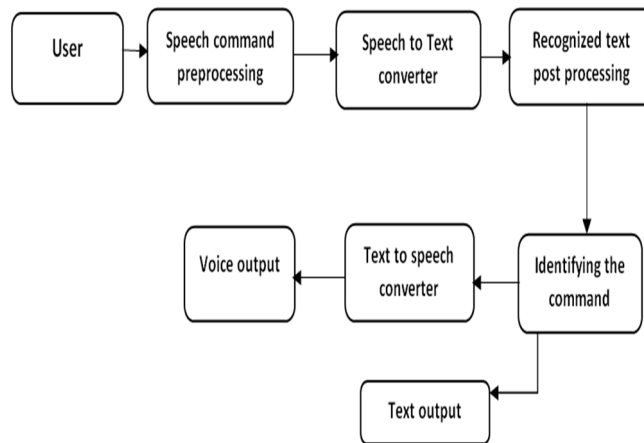 User
Speech command
preprocessing
Speech to Text
converter
Recognized text
post processing
Identifying the
command
Text to speech
converter
Voice output
Text output